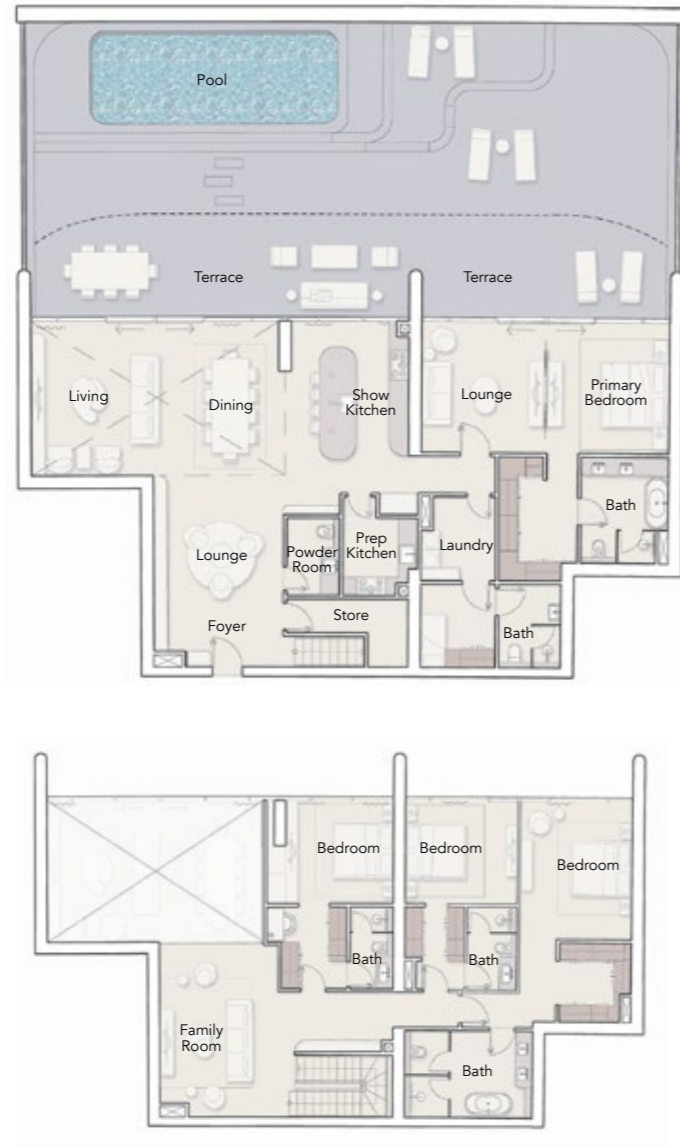 Pool
Terrace
Terrace
Living
Dining
Show
Kitchen
Lounge
Primary
Bedroom
Bath
Lounge
Powder
Room
Prep
Kitchen
Laundry
Store
Foyer
Bath
Bedroom
Bedroom
Bedroom
Bath
Bath
Family
Room
Bath